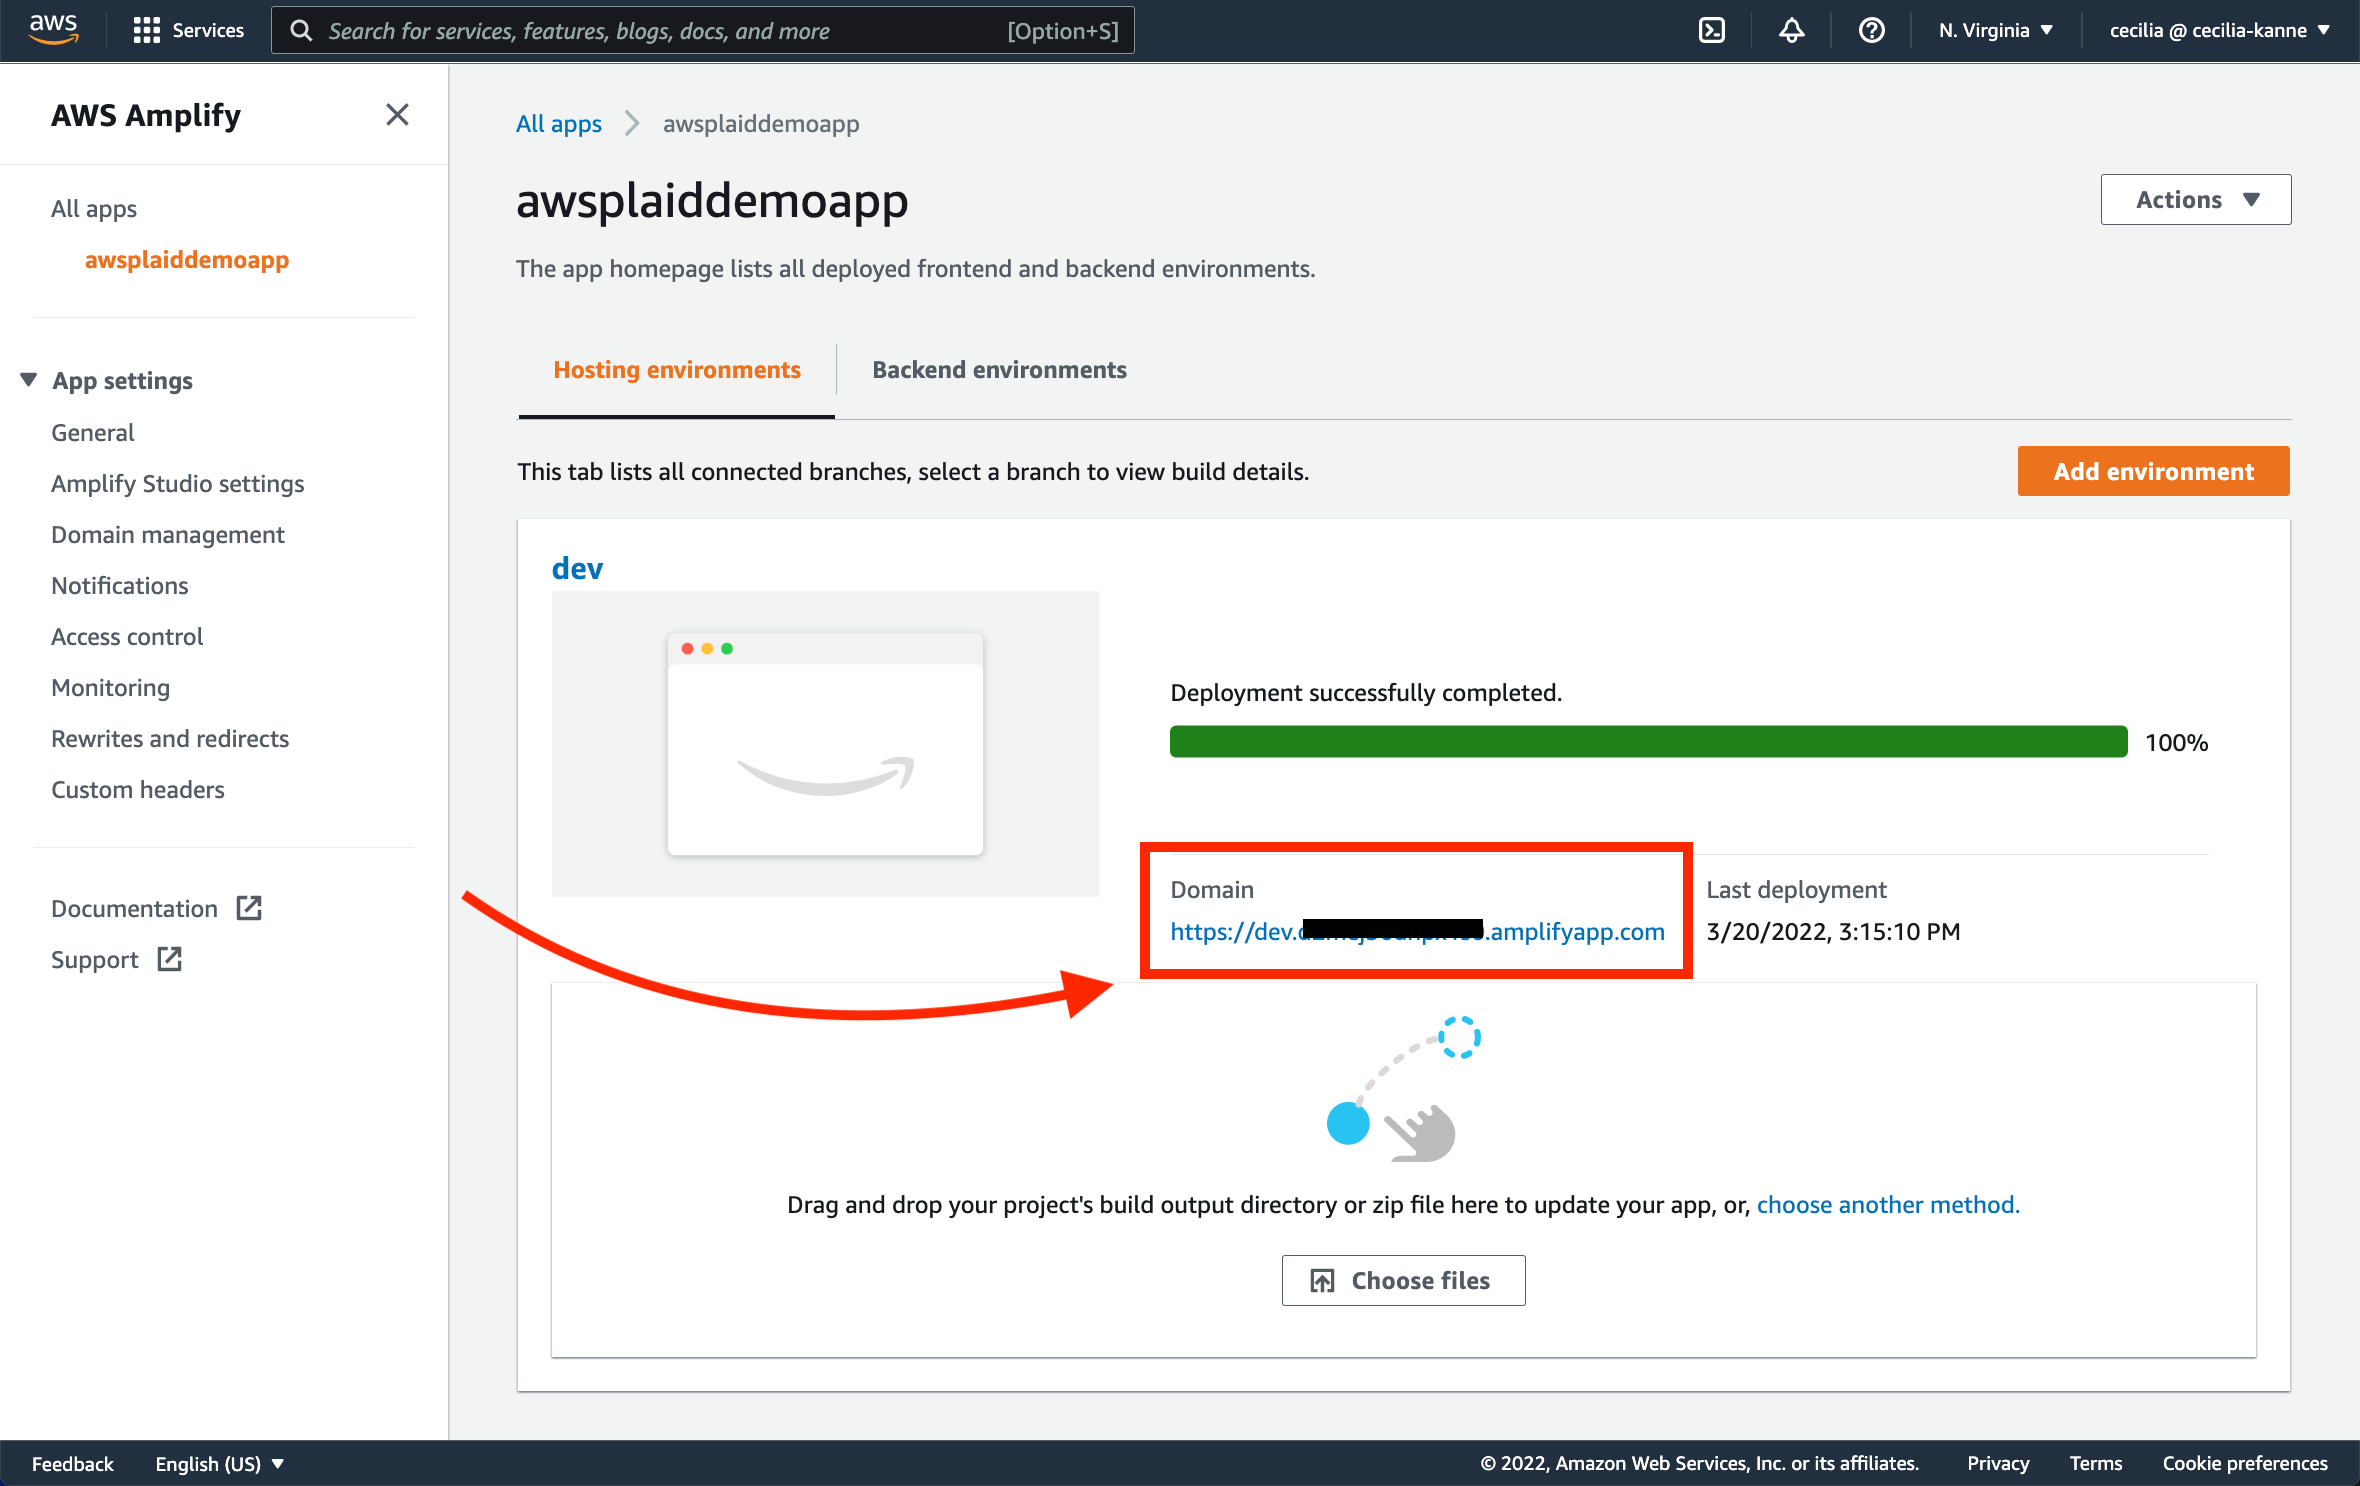 aws
Services
Search for services, features, blogs, docs, and more
[Option+S]
N. Virginia
cecilia @ cecilia-kanne
AWS Amplify
All apps
awsplaiddemoapp
App settings
General
Amplify Studio settings
Domain management
Notifications
Access control
Monitoring
Rewrites and redirects
Custom headers
Documentation
Support
All apps
awsplaiddemoapp
awsplaiddemoapp
Actions
The app homepage lists all deployed frontend and backend environments.
Hosting environments
Backend environments
This tab lists all connected branches, select a branch to view build details.
Add environment
dev
Deployment successfully completed.
100%
Domain
https://dev.
.amplifyapp.com
Last deployment
3/20/2022, 3:15:10 PM
Drag and drop your project's build output directory or zip file here to update your app, or, choose another method.
Choose files
Feedback
English (US)
© 2022, Amazon Web Services, Inc. or its affiliates.
Privacy
Terms
Cookie preferences